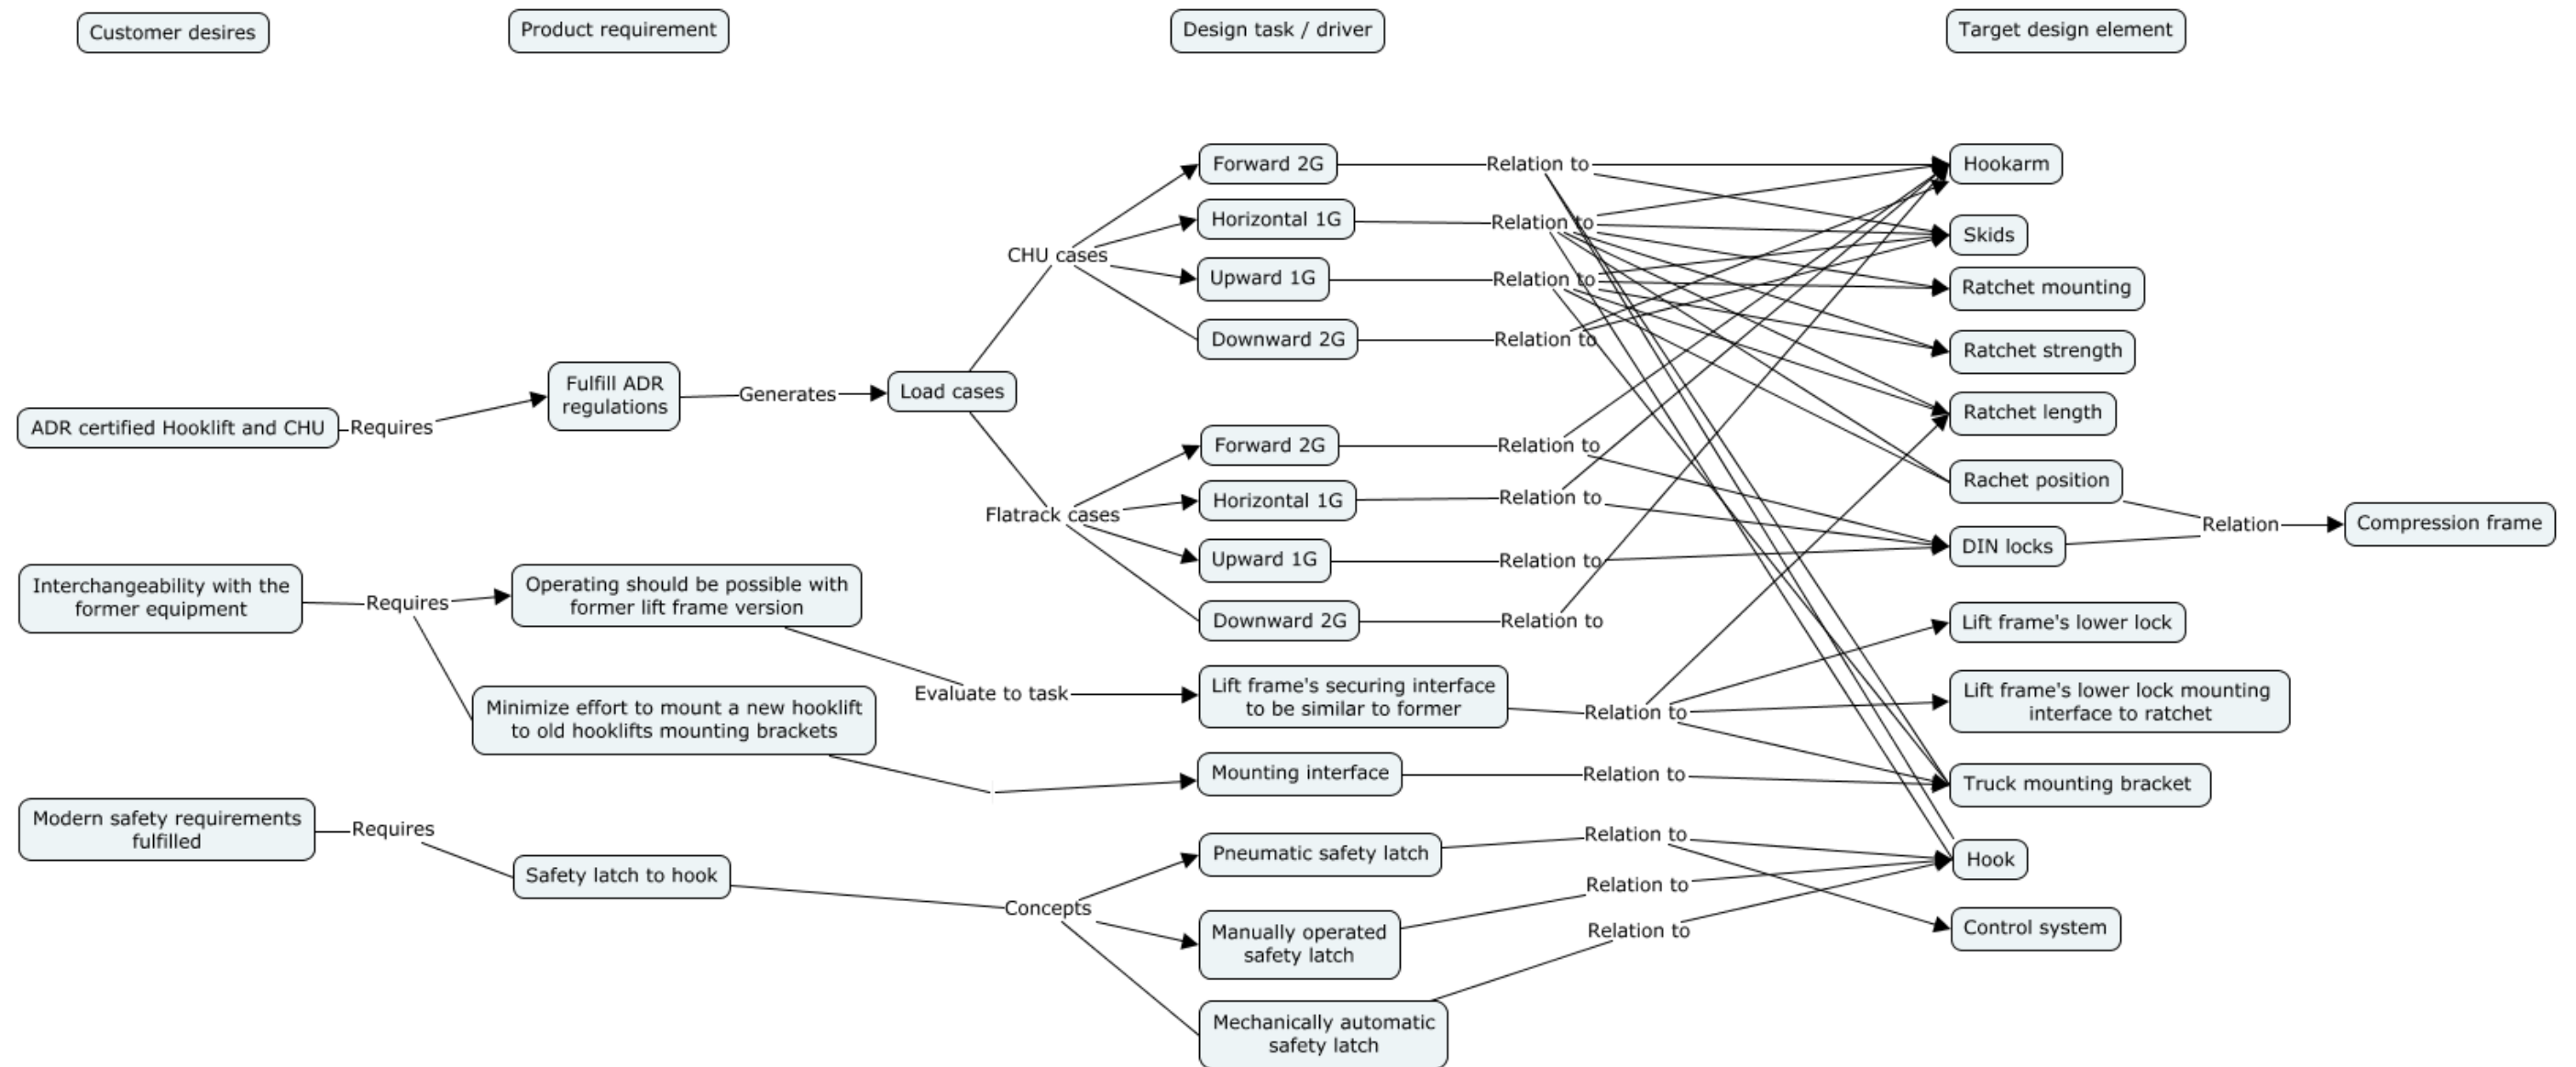 Customer desires
Product requirement
Design task / driver
Target design element
ADR certified Hooklift and CHU
Requires
Fulfill ADR
regulations
Generates
Load cases
CHU cases
Forward 2G
Relation to
Horizontal 1G
Relation to
Upward 1G
Relation to
Downward 2G
Relation to
Flatrack cases
Forward 2G
Relation to
Horizontal 1G
Relation to
Upward 1G
Relation to
Downward 2G
Relation to
Interchangeability with the
former equipment
Requires
Operating should be possible with
former lift frame version
Evaluate to task
Lift frame's securing interface
to be similar to former
Relation to
Minimize effort to mount a new hooklift
to old hooklifts mounting brackets
Mounting interface
Relation to
Modern safety requirements
fulfilled
Requires
Safety latch to hook
Concepts
Pneumatic safety latch
Relation to
Manually operated
safety latch
Relation to
Mechanically automatic
safety latch
Relation to
Hookarm
Skids
Ratchet mounting
Ratchet strength
Ratchet length
Rachet position
DIN locks
Relation
Compression frame
Lift frame's lower lock
Lift frame's lower lock mounting
interface to ratchet
Truck mounting bracket
Hook
Control system